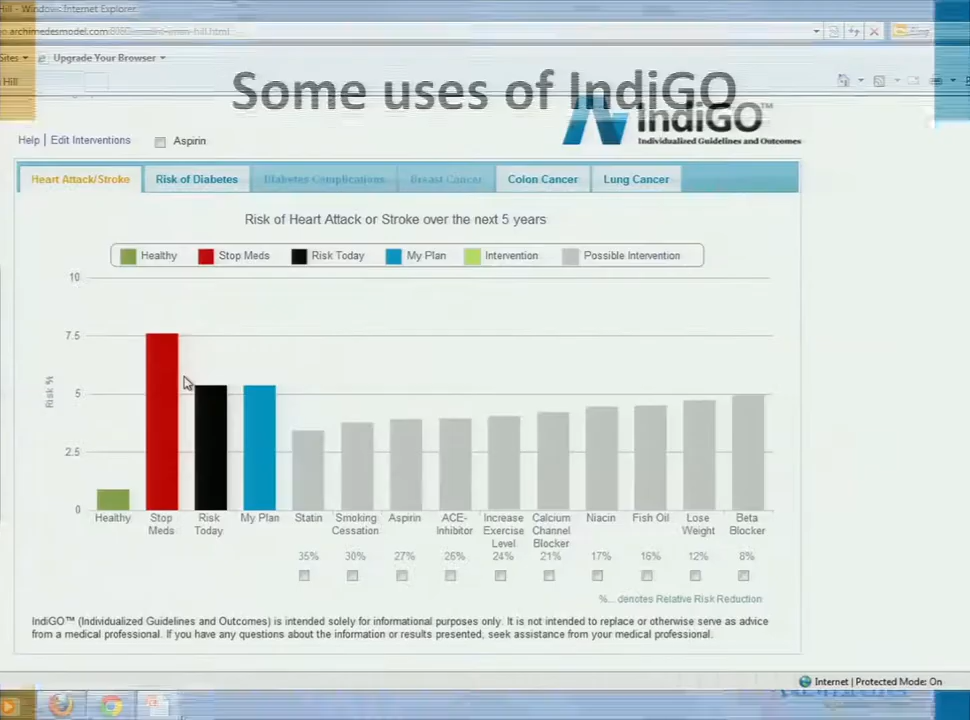 Hill - Windows Internet Explorer
archimedesmodel.com
Sites
Upgrade Your Browser
Hill
Some uses of IndiGO
IndiGO™
Individualized Guidelines and Outcomes
Help | Edit Interventions
Aspirin
Heart Attack/Stroke
Risk of Diabetes
Diabetes Complications
Breast Cancer
Colon Cancer
Lung Cancer
Risk of Heart Attack or Stroke over the next 5 years
Healthy Stop Meds Risk Today My Plan Intervention Possible Intervention
10
7.5
5
2.5
0
Risk %
Healthy
Stop Meds
Risk Today
My Plan
Statin
Smoking Cessation
Aspirin
ACE-Inhibitor
Increase Exercise Level
Calcium Channel Blocker
Niacin
Fish Oil
Lose Weight
Beta Blocker
35% 30% 27% 26% 24% 21% 17% 16% 12% 8%
%... denotes Relative Risk Reduction
IndiGO™ (Individualized Guidelines and Outcomes) is intended solely for informational purposes only. It is not intended to replace or otherwise serve as advice
from a medical professional. If you have any questions about the information or results presented, seek assistance from your medical professional.
Internet | Protected Mode: On